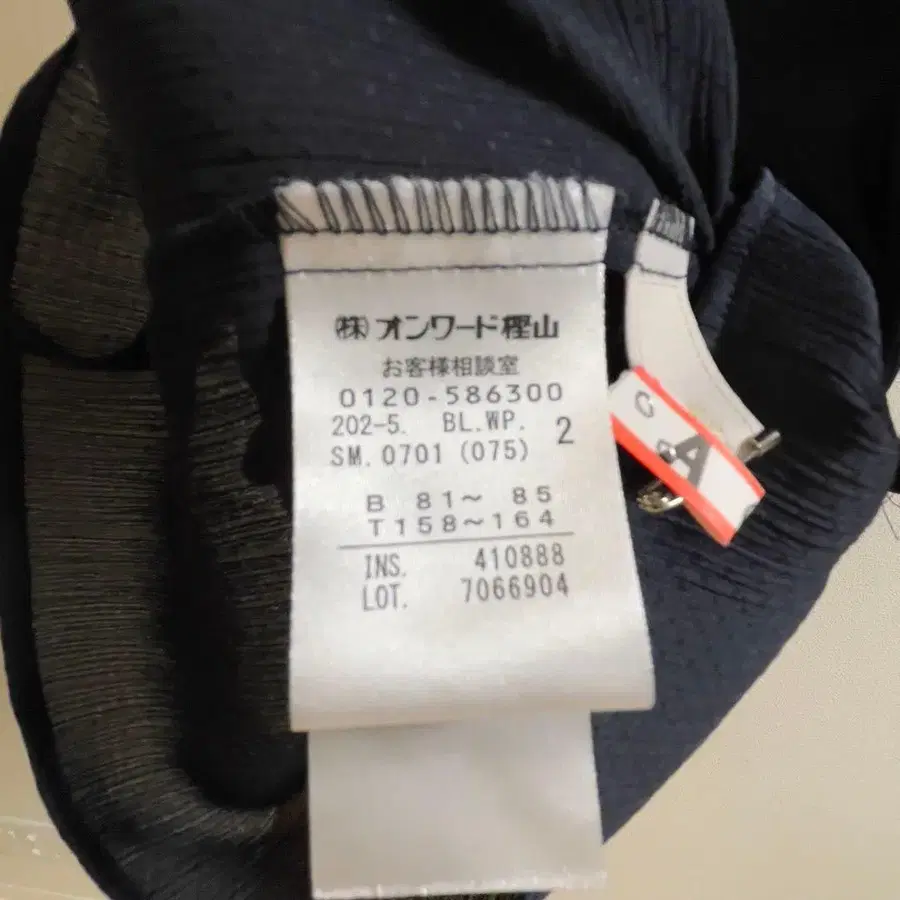 ㈱オンワード樫山
お客様相談室
0120-586300
202-5. BL.WP. 2
SM.0701(075)
B 81～ 85
T158～164
INS. 410888
LOT. 7066904
G
A